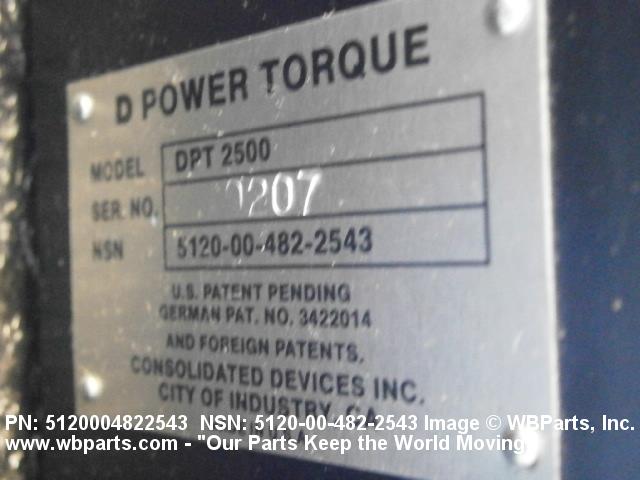 D POWER TORQUE
MODEL DPT 2500
SER. NO. 0207
NSN 5120-00-482-2543
U.S. PATENT PENDING
GERMAN PAT. NO. 3422014
AND FOREIGN PATENTS.
CONSOLIDATED DEVICES INC.
CITY OF INDUSTRY, CA
PN: 5120004822543 NSN: 5120-00-482-2543 Image © WBParts, Inc.
www.wbparts.com - "Our Parts Keep the World Moving"